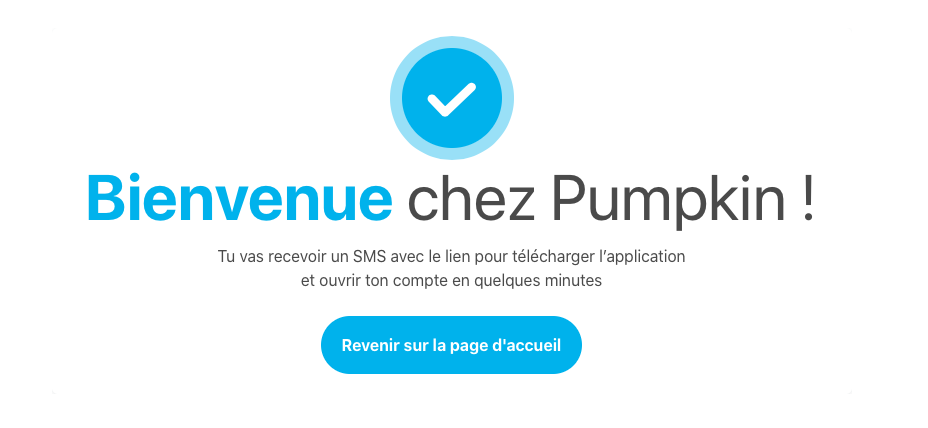 Bienvenue chez Pumpkin !
Tu vas recevoir un SMS avec le lien pour télécharger l’application
et ouvrir ton compte en quelques minutes
Revenir sur la page d'accueil